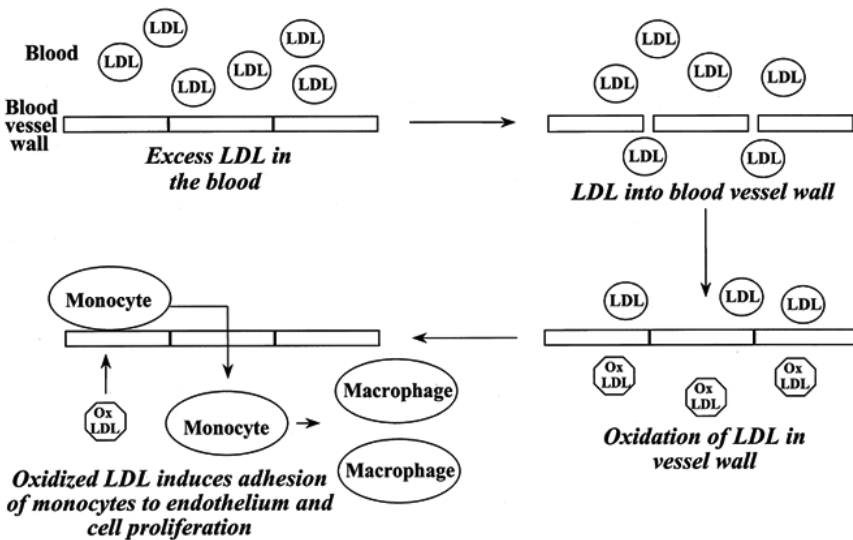 Blood
LDL
LDL
LDL
LDL
LDL
LDL
Blood
vessel
wall
Excess LDL in
the blood
LDL
LDL
LDL
LDL
LDL
LDL
LDL into blood vessel wall
LDL
LDL
LDL
Ox
LDL
Ox
LDL
Ox
LDL
Oxidation of LDL in
vessel wall
Monocyte
Ox
LDL
Monocyte
Macrophage
Macrophage
Oxidized LDL induces adhesion
of monocytes to endothelium and
cell proliferation